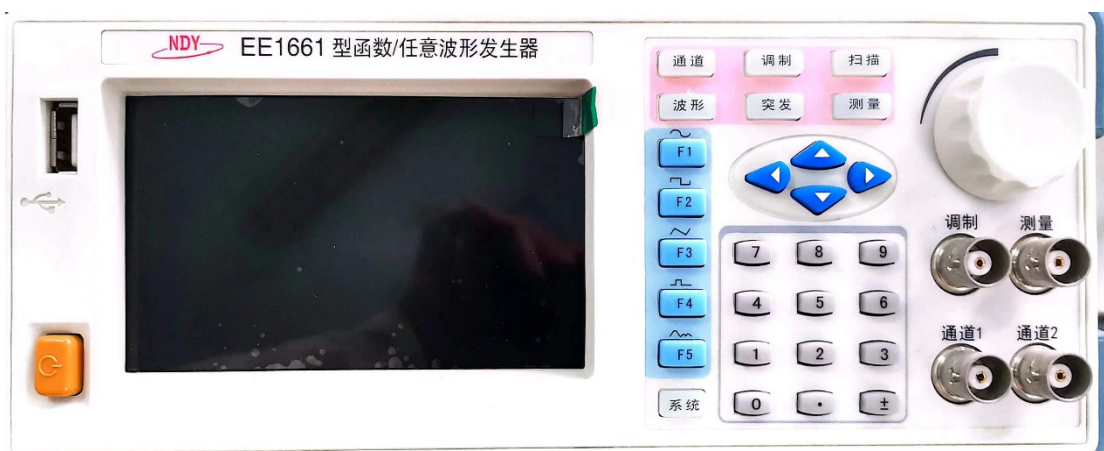 NDY EE1661 型函数/任意波形发生器
通道 调制 扫描
波形 突发 测量
F1
F2
F3
F4
F5
系统
7 8 9
4 5 6
1 2 3
0 · ±
调制 测量
通道1 通道2